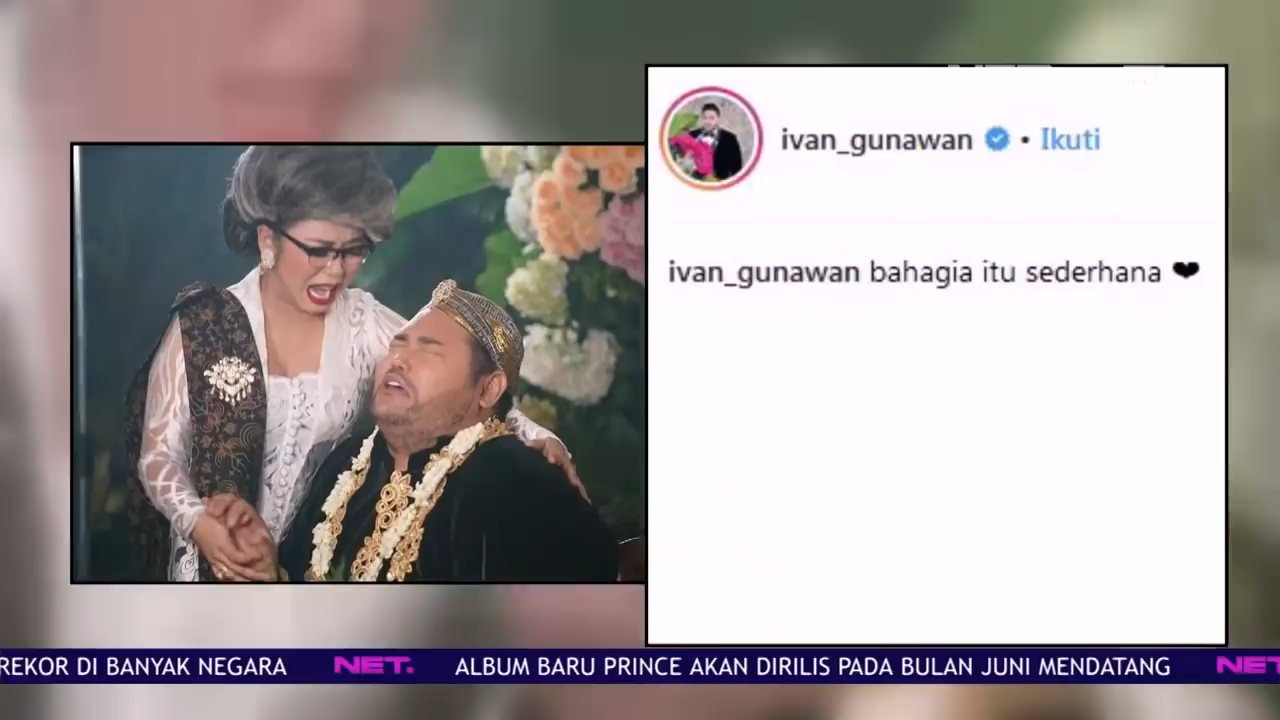 ivan_gunawan • Ikuti
ivan_gunawan bahagia itu sederhana ❤
REKOR DI BANYAK NEGARA NET. ALBUM BARU PRINCE AKAN DIRILIS PADA BULAN JUNI MENDATANG NET